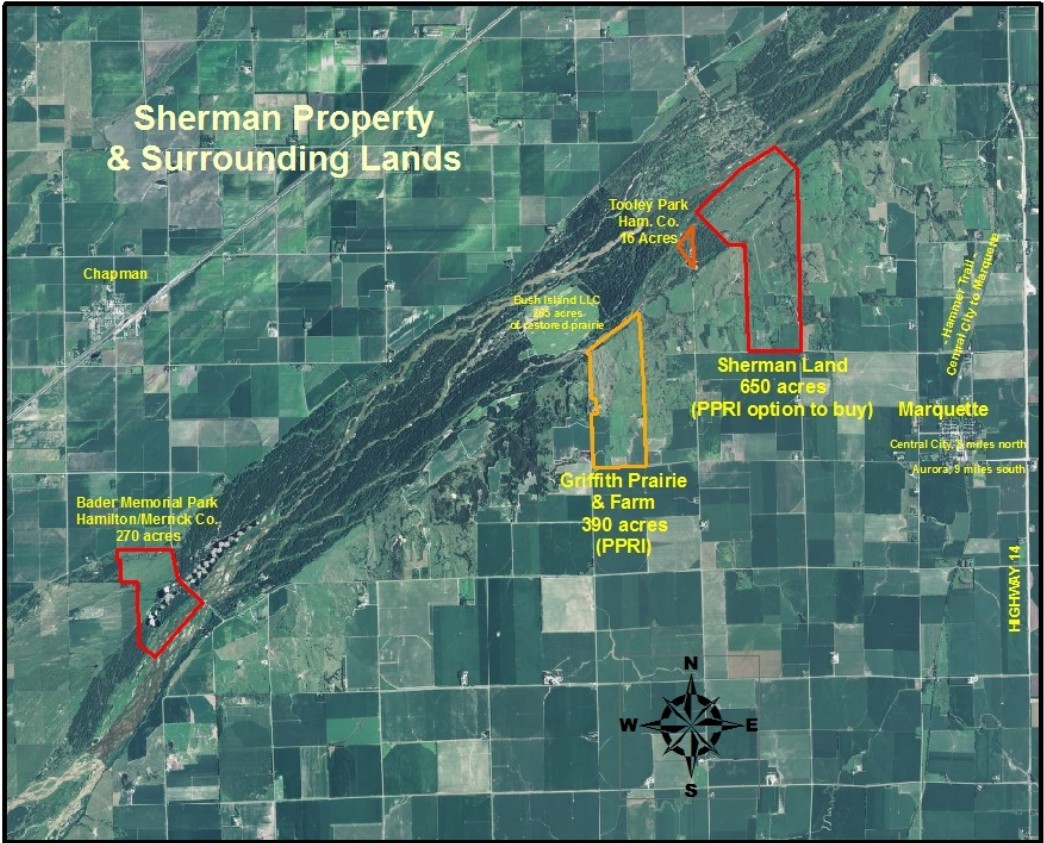 Sherman Property
& Surrounding Lands
Tooley Park
Ham. Co.
16 Acres
Chapman
Bush Island LLC
265 acres
of restored prairie
- Hammer Trail -
Central City to Marquette
Sherman Land
650 acres
(PPRI option to buy)
Marquette
Central City, 8 miles north
Aurora, 9 miles south
Griffith Prairie
& Farm
390 acres
(PPRI)
Bader Memorial Park
Hamilton/Merrick Co.
270 acres
HIGHWAY 14
N
W
E
S